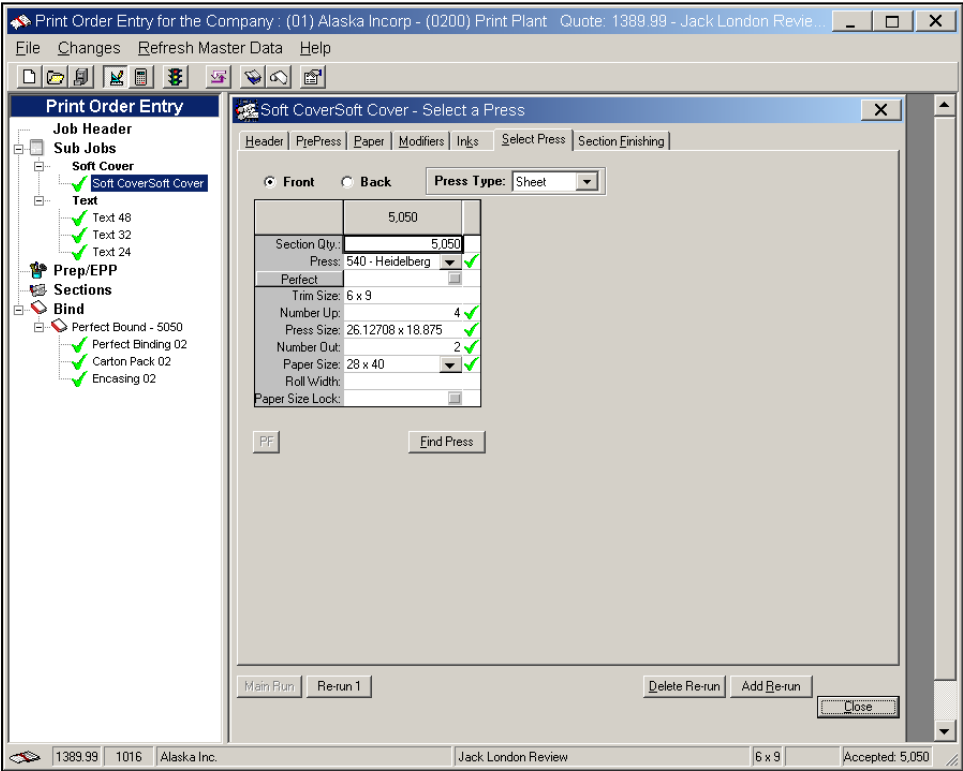 Print Order Entry for the Company : (01) Alaska Incorp - (0200) Print Plant Quote: 1389.99 - Jack London Revie...
File Changes Refresh Master Data Help
Print Order Entry
Job Header
Sub Jobs
Soft Cover
Soft CoverSoft Cover
Text
Text 48
Text 32
Text 24
Prep/EPP
Sections
Bind
Perfect Bound - 5050
Perfect Binding 02
Carton Pack 02
Encasing 02
Soft CoverSoft Cover - Select a Press
Header PrePress Paper Modifiers Inks Select Press Section Finishing
Front Back Press Type: Sheet
5,050
Section Qty.: 5,050
Press: 540 - Heidelberg
Perfect
Trim Size: 6 x 9
Number Up: 4
Press Size: 26.12708 x 18.875
Number Out: 2
Paper Size: 28 x 40
Roll Width:
Paper Size Lock:
PF Find Press
Main Run Re-run 1 Delete Re-run Add Re-run
Close
1389.99 1016 Alaska Inc. Jack London Review 6 x 9 Accepted: 5,050